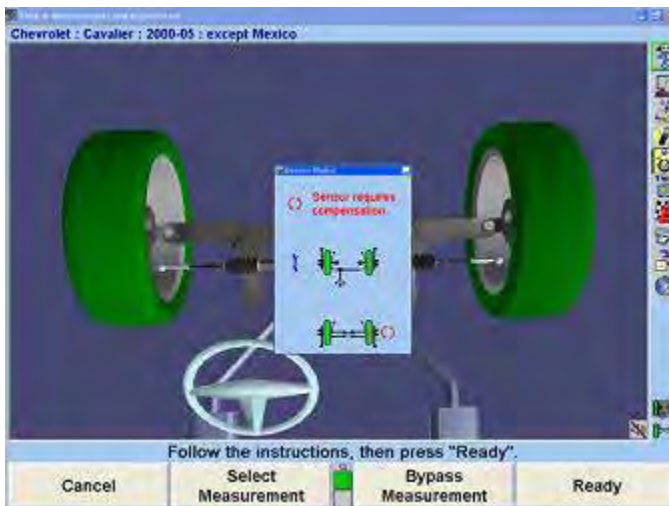 Chevrolet : Cavalier : 2000-05 : except Mexico
Sensor requires
compensation
Follow the instructions, then press "Ready".
Cancel
Select
Measurement
Bypass
Measurement
Ready